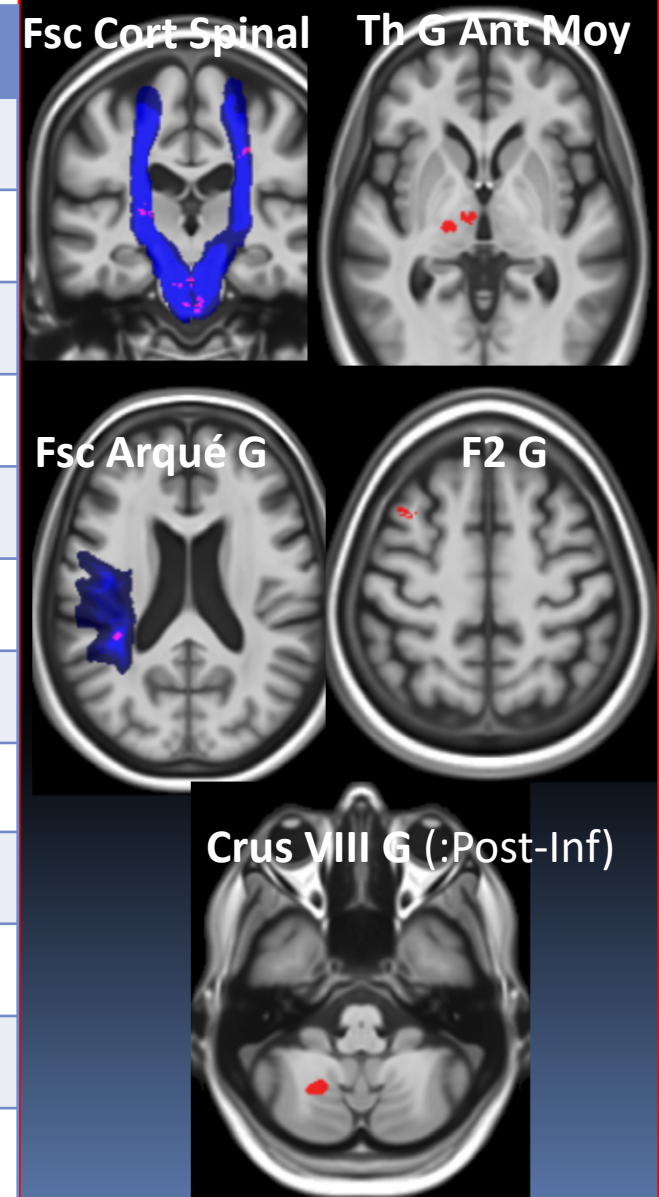 Fsc Cort Spinal
Th G Ant Moy
Fsc Arqué G
F2 G
Crus VIII G (:Post-Inf)